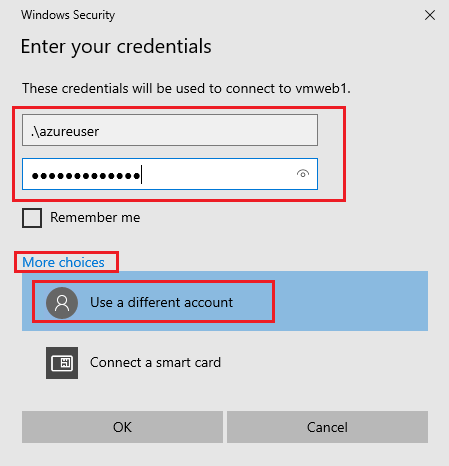 Windows Security
Enter your credentials
These credentials will be used to connect to vmweb1.
.\azureuser
●●●●●●●●●●●●●
Remember me
More choices
Use a different account
Connect a smart card
OK
Cancel